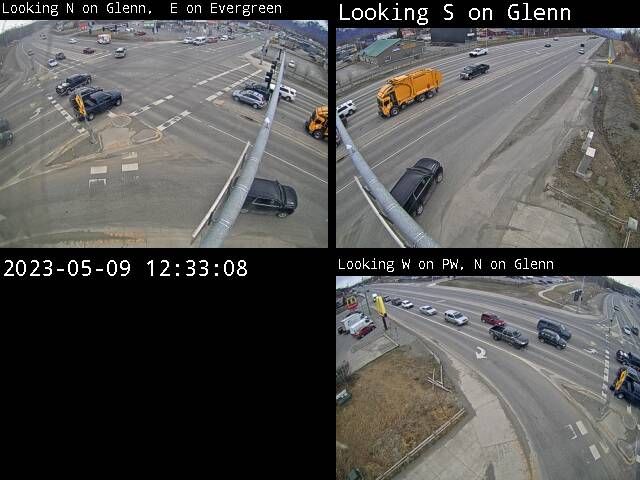 Looking N on Glenn, E on Evergreen
Looking S on Glenn
2023-05-09 12:33:08
Looking W on PW, N on Glenn